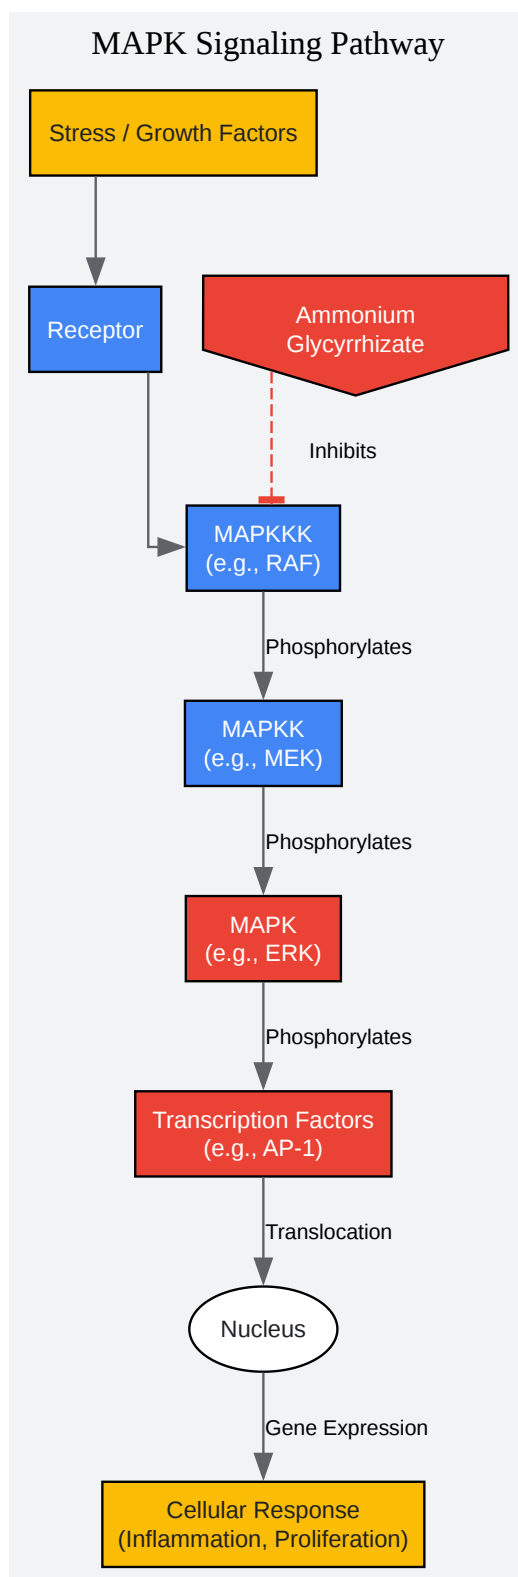 MAPK Signaling Pathway
Stress / Growth Factors
Receptor
Ammonium
Glycyrrhizate
Inhibits
MAPKKK
(e.g., RAF)
Phosphorylates
MAPKK
(e.g., MEK)
Phosphorylates
MAPK
(e.g., ERK)
Phosphorylates
Transcription Factors
(e.g., AP-1)
Translocation
Nucleus
Gene Expression
Cellular Response
(Inflammation, Proliferation)